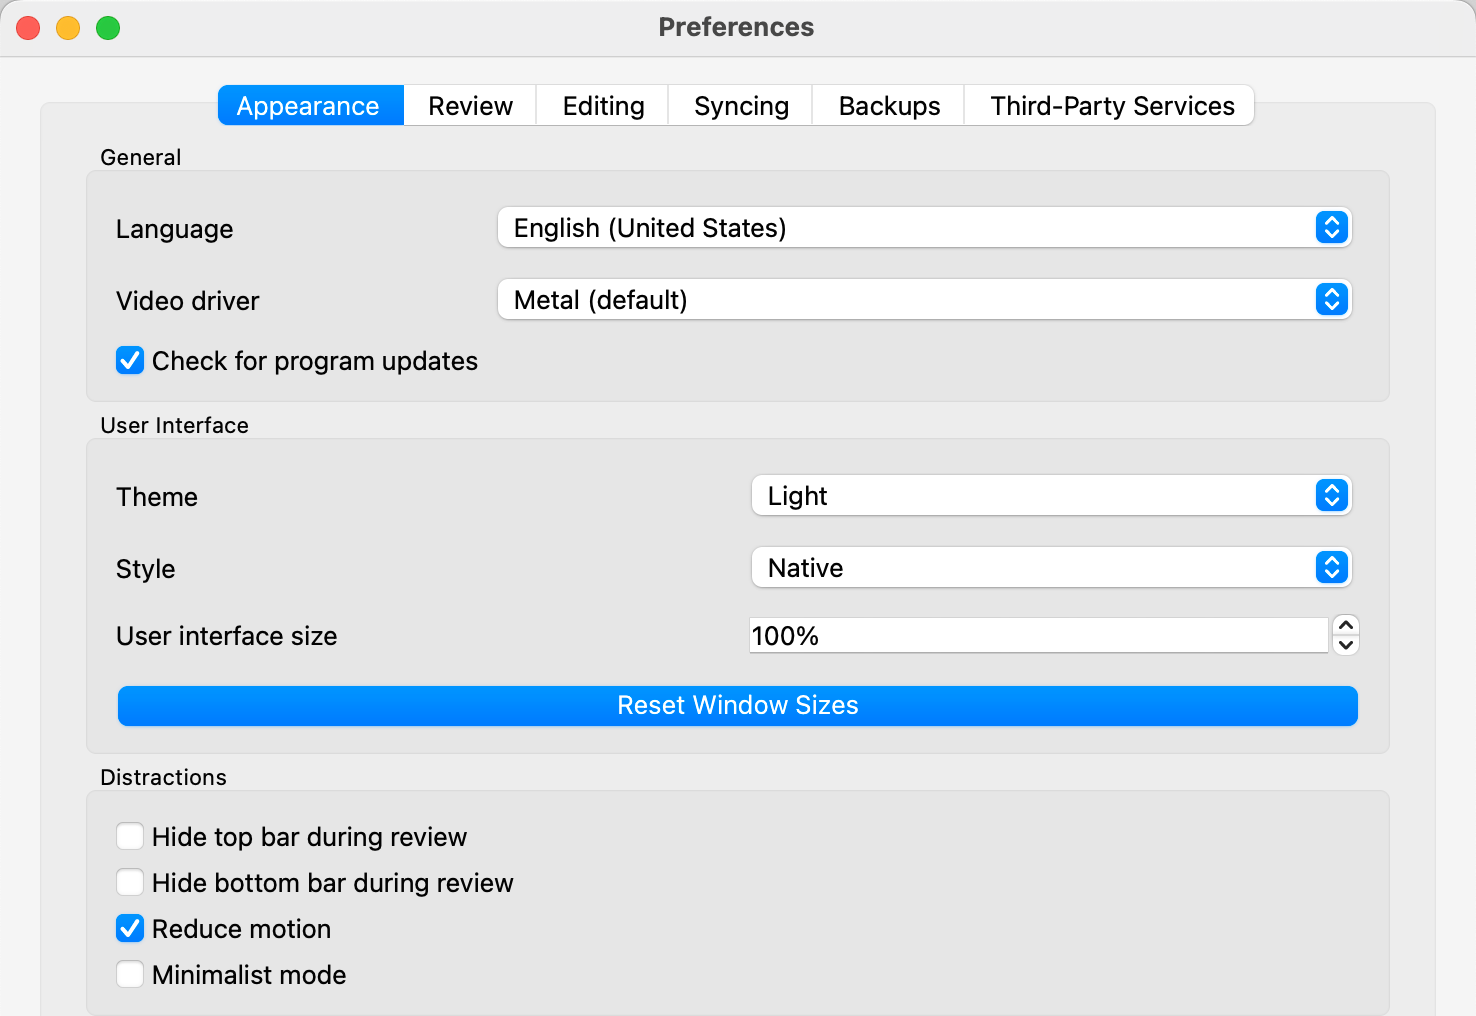 Preferences
Appearance Review Editing Syncing Backups Third-Party Services
General
Language English (United States)
Video driver Metal (default)
Check for program updates
User Interface
Theme Light
Style Native
User interface size 100%
Reset Window Sizes
Distractions
Hide top bar during review
Hide bottom bar during review
Reduce motion
Minimalist mode